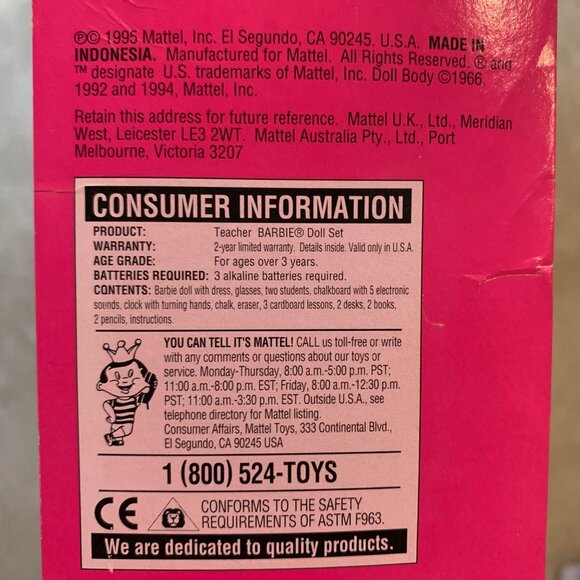 ℗© 1995 Mattel, Inc. El Segundo, CA 90245. U.S.A. MADE IN
INDONESIA. Manufactured for Mattel. All Rights Reserved. ® and
™ designate U.S. trademarks of Mattel, Inc. Doll Body ©1966,
1992 and 1994, Mattel, Inc.
Retain this address for future reference. Mattel U.K., Ltd., Meridian
West, Leicester LE3 2WT. Mattel Australia Pty., Ltd., Port
Melbourne, Victoria 3207
CONSUMER INFORMATION
PRODUCT: Teacher BARBIE® Doll Set
WARRANTY: 2-year limited warranty. Details inside. Valid only in U.S.A.
AGE GRADE: For ages over 3 years.
BATTERIES REQUIRED: 3 alkaline batteries required.
CONTENTS: Barbie doll with dress, glasses, two students, chalkboard with 5 electronic
sounds, clock with turning hands, chalk, eraser, 3 cardboard lessons, 2 desks, 2 books,
2 pencils, instructions.
YOU CAN TELL IT'S MATTEL! CALL us toll-free or write
with any comments or questions about our toys or
service. Monday-Thursday, 8:00 a.m.-5:00 p.m. PST;
11:00 a.m.-8:00 p.m. EST; Friday, 8:00 a.m.-12:30 p.m.
PST; 11:00 a.m.-3:30 p.m. EST. Outside U.S.A., see
telephone directory for Mattel listing.
Consumer Affairs, Mattel Toys, 333 Continental Blvd.,
El Segundo, CA 90245 USA
1 (800) 524-TOYS
CE CONFORMS TO THE SAFETY
REQUIREMENTS OF ASTM F963.
We are dedicated to quality products.